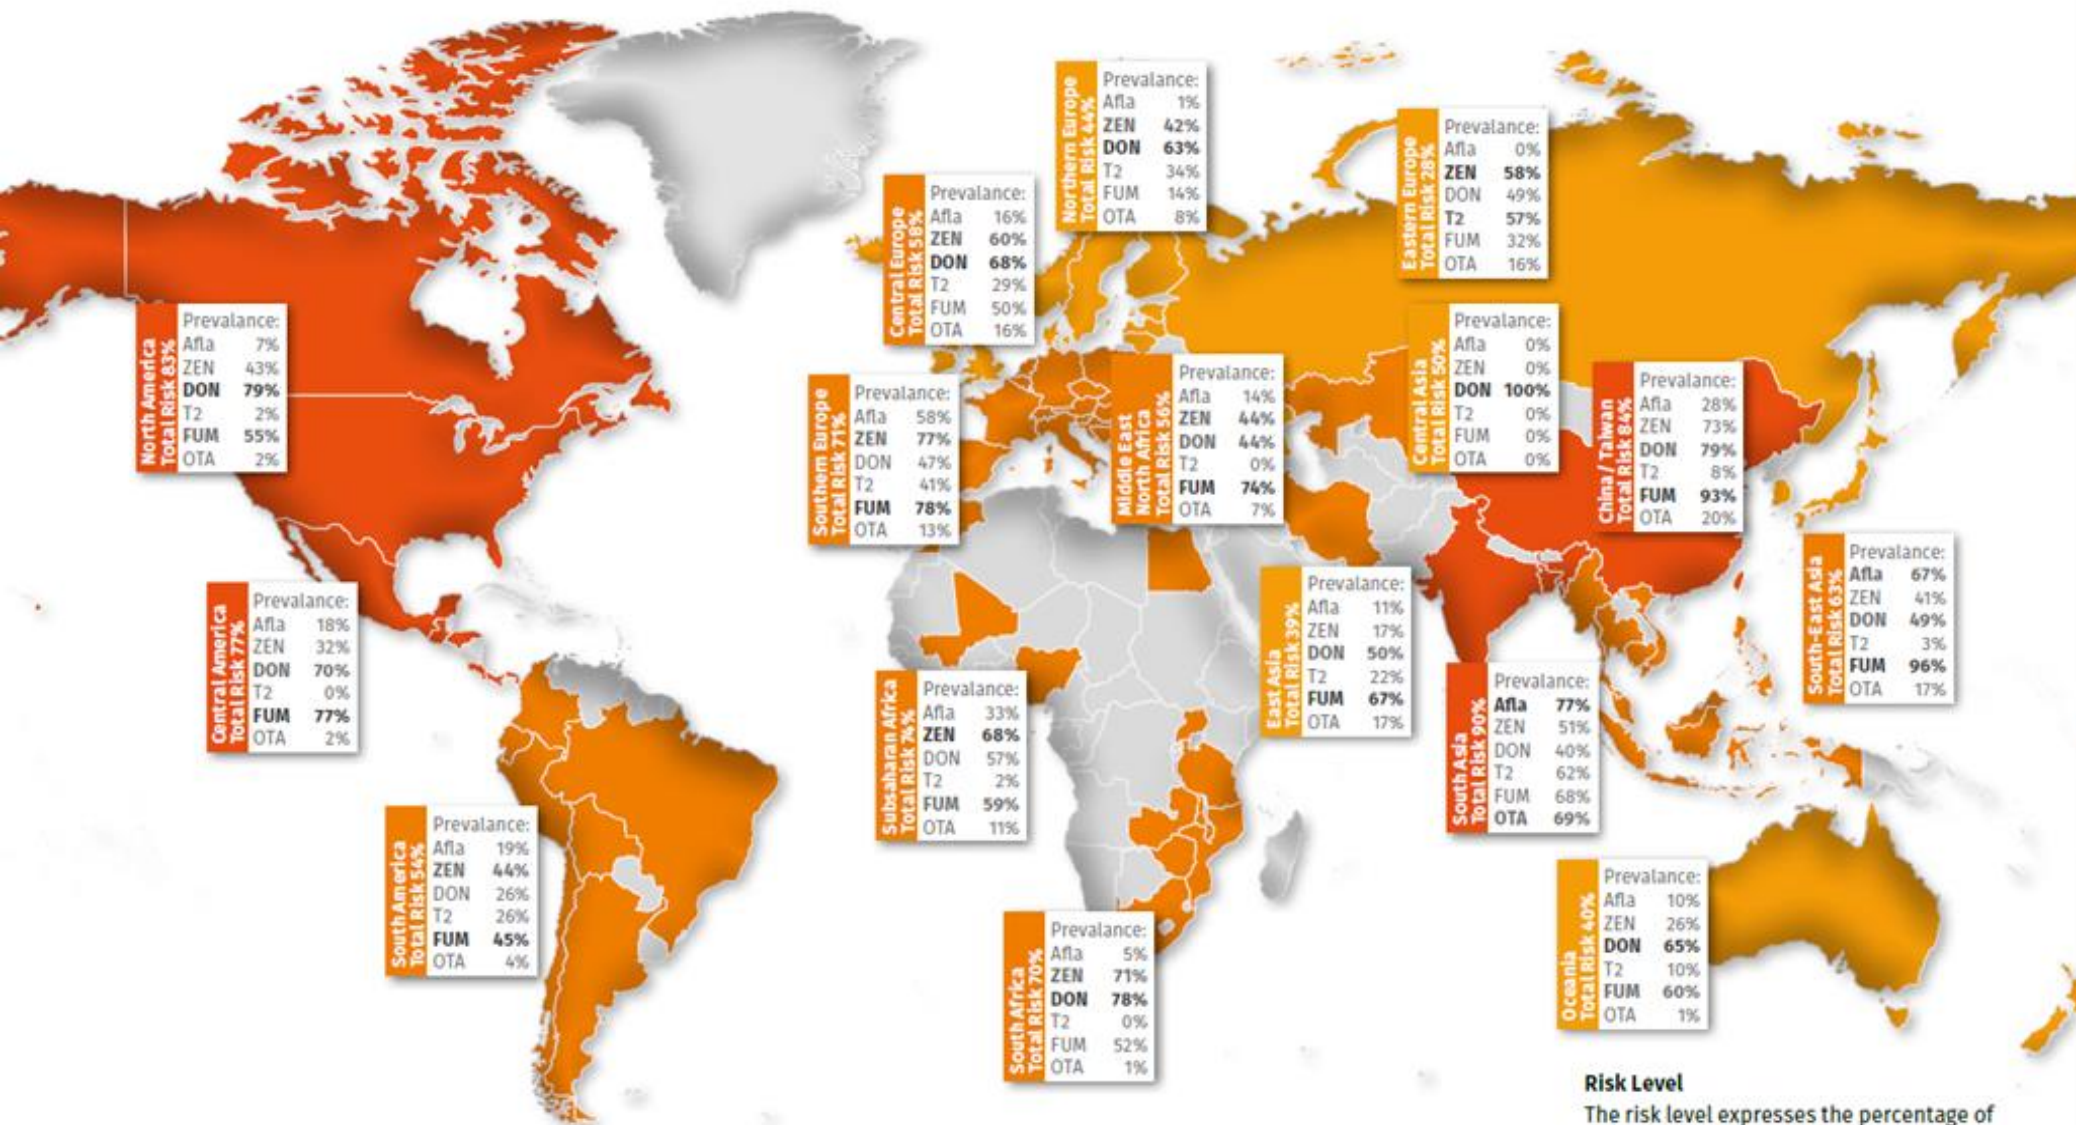 North America
Total Risk 83%
Prevalance:
Afla 7%
ZEN 43%
DON 79%
T2 2%
FUM 55%
OTA 2%
Central America
Total Risk 77%
Prevalance:
Afla 18%
ZEN 32%
DON 70%
T2 0%
FUM 77%
OTA 2%
South America
Total Risk 54%
Prevalance:
Afla 19%
ZEN 44%
DON 26%
T2 26%
FUM 45%
OTA 4%
Northern Europe
Total Risk 44%
Prevalance:
Afla 1%
ZEN 42%
DON 63%
T2 34%
FUM 14%
OTA 8%
Central Europe
Total Risk 58%
Prevalance:
Afla 16%
ZEN 60%
DON 68%
T2 29%
FUM 50%
OTA 16%
Eastern Europe
Total Risk 28%
Prevalance:
Afla 0%
ZEN 58%
DON 49%
T2 57%
FUM 32%
OTA 16%
Southern Europe
Total Risk 71%
Prevalance:
Afla 58%
ZEN 77%
DON 47%
T2 41%
FUM 78%
OTA 13%
Middle East
North Africa
Total Risk 56%
Prevalance:
Afla 14%
ZEN 44%
DON 44%
T2 0%
FUM 74%
OTA 7%
Central Asia
Total Risk 50%
Prevalance:
Afla 0%
ZEN 0%
DON 100%
T2 0%
FUM 0%
OTA 0%
China / Taiwan
Total Risk 84%
Prevalance:
Afla 28%
ZEN 73%
DON 79%
T2 8%
FUM 93%
OTA 20%
South-East Asia
Total Risk 63%
Prevalance:
Afla 67%
ZEN 41%
DON 49%
T2 3%
FUM 96%
OTA 17%
East Asia
Total Risk 39%
Prevalance:
Afla 11%
ZEN 17%
DON 50%
T2 22%
FUM 67%
OTA 17%
Subsaharan Africa
Total Risk 74%
Prevalance:
Afla 33%
ZEN 68%
DON 57%
T2 2%
FUM 59%
OTA 11%
South Asia
Total Risk 90%
Prevalance:
Afla 77%
ZEN 51%
DON 40%
T2 62%
FUM 68%
OTA 69%
South Africa
Total Risk 70%
Prevalance:
Afla 5%
ZEN 71%
DON 78%
T2 0%
FUM 52%
OTA 1%
Oceania
Total Risk 40%
Prevalance:
Afla 10%
ZEN 26%
DON 65%
T2 10%
FUM 60%
OTA 1%
Risk Level
The risk level expresses the percentage of